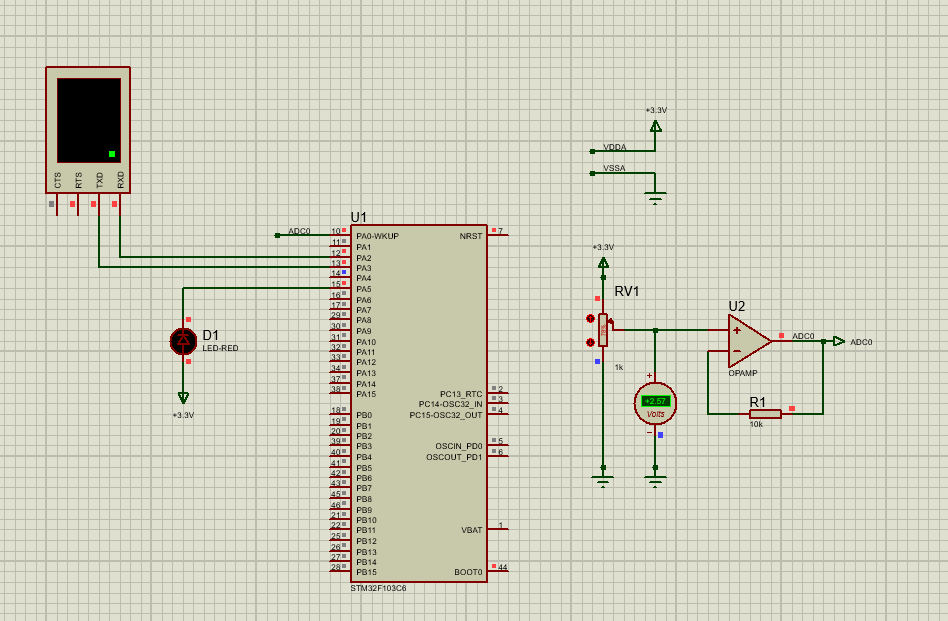 +3.3V
VDDA
VSSA
CTS
RTS
TXD
RXD
U1
ADC0
10 PA0-WKUP
11 PA1
12 PA2
13 PA3
14 PA4
15 PA5
16 PA6
17 PA7
29 PA8
30 PA9
31 PA10
32 PA11
33 PA12
34 PA13
37 PA14
38 PA15
18 PB0
19 PB1
20 PB2
39 PB3
40 PB4
41 PB5
42 PB6
43 PB7
45 PB8
46 PB9
21 PB10
22 PB11
25 PB12
26 PB13
27 PB14
28 PB15
NRST 7
PC13_RTC 2
PC14-OSC32_IN 3
PC15-OSC32_OUT 4
OSCIN_PD0 5
OSCOUT_PD1 6
VBAT 1
BOOT0 44
STM32F103C6
D1
LED-RED
+3.3V
+3.3V
RV1
1k
+
+2.57
Volts
U2
OPAMP
ADC0
ADC0
R1
10k